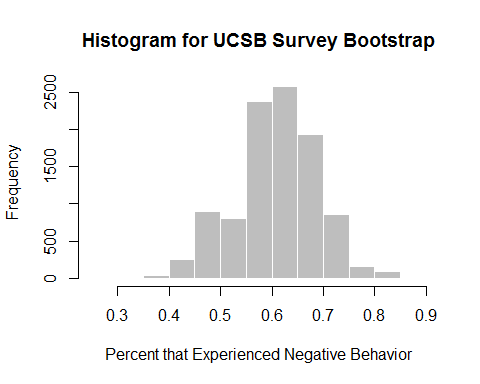 Histogram for UCSB Survey Bootstrap
Frequency
2500
1500
500
0
0.3 0.4 0.5 0.6 0.7 0.8 0.9
Percent that Experienced Negative Behavior